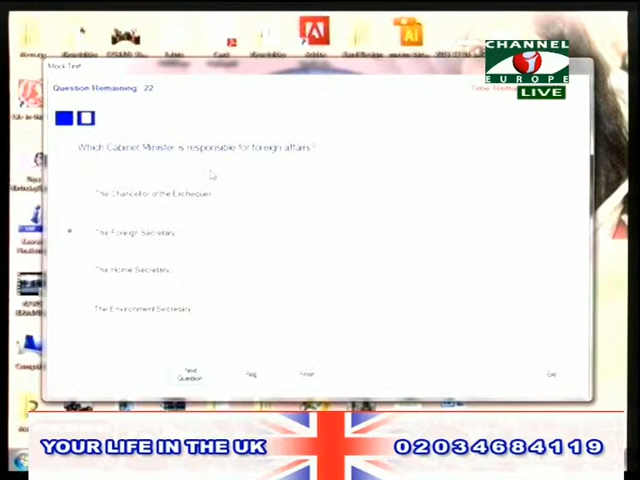 CHANNEL
i
EUROPE
LIVE
Mock Test
Question Remaining 22
Time Rema
Which Cabinet Minister is responsible for foreign affairs?
The Chancellor of the Exchequer
The Foreign Secretary
The Home Secretary
The Environment Secretary
Next
Question
Finish
Exit
YOUR LIFE IN THE UK
02034684119